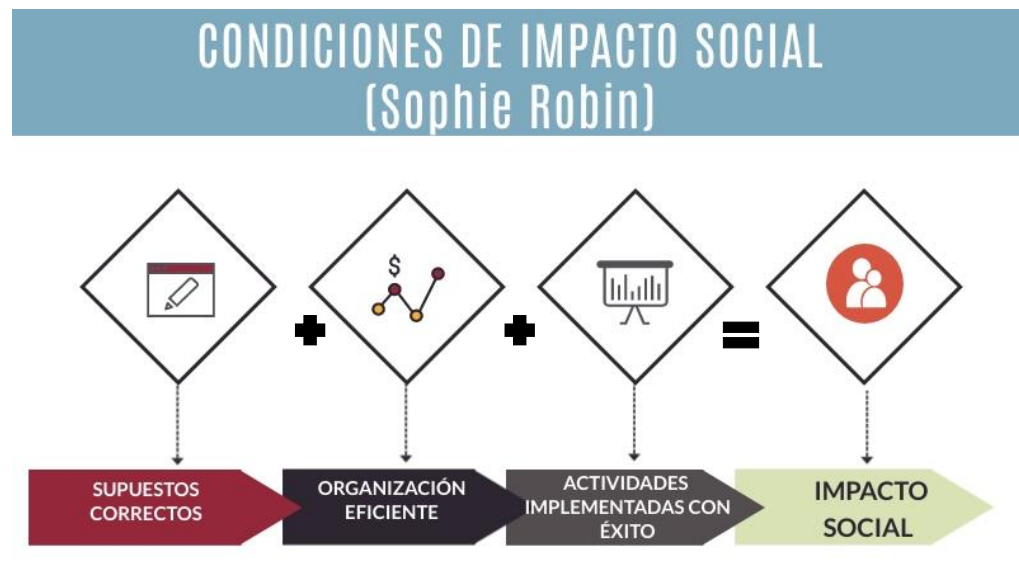 CONDICIONES DE IMPACTO SOCIAL
(Sophie Robin)
$
SUPUESTOS
CORRECTOS
ORGANIZACIÓN
EFICIENTE
ACTIVIDADES
IMPLEMENTADAS CON
ÉXITO
IMPACTO
SOCIAL